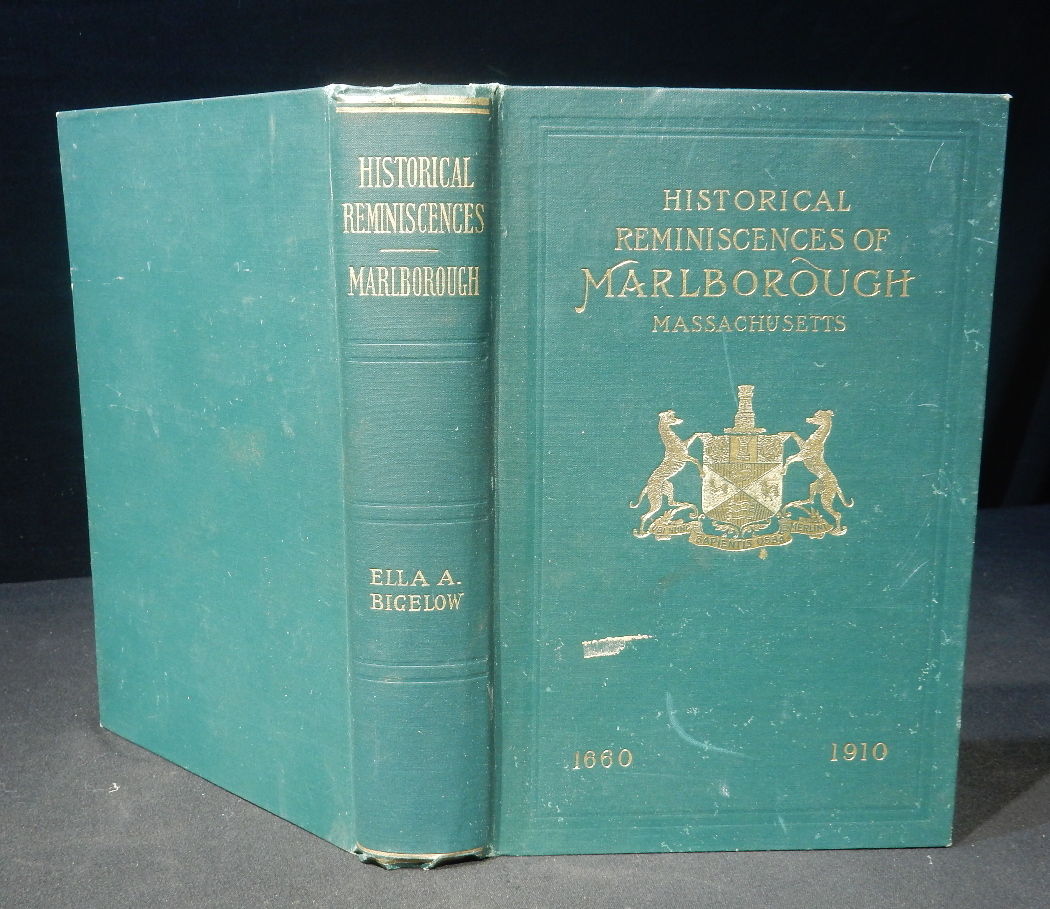 HISTORICAL
REMINISCENCES
MARLBOROUGH
ELLA A.
BIGELOW
HISTORICAL
REMINISCENCES OF
MARLBOROUGH
MASSACHUSETTS
1660
1910